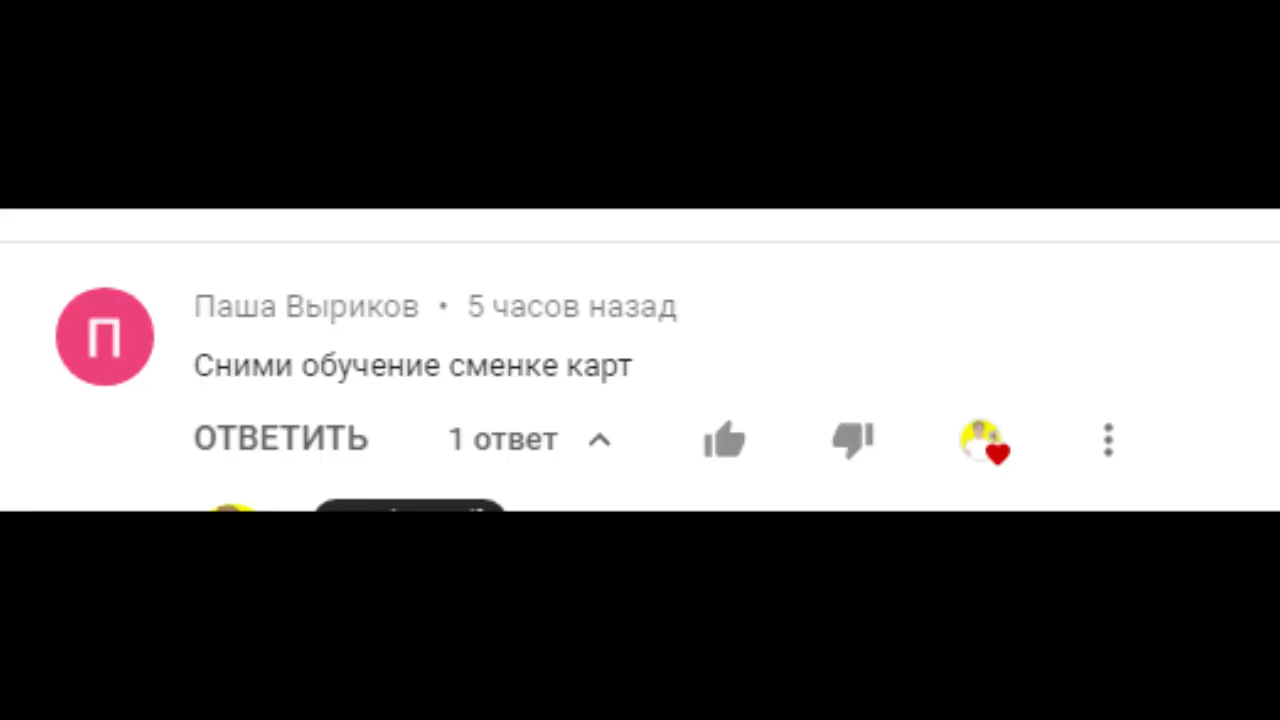 П
Паша Выриков • 5 часов назад
Сними обучение сменке карт
ОТВЕТИТЬ 1 ответ